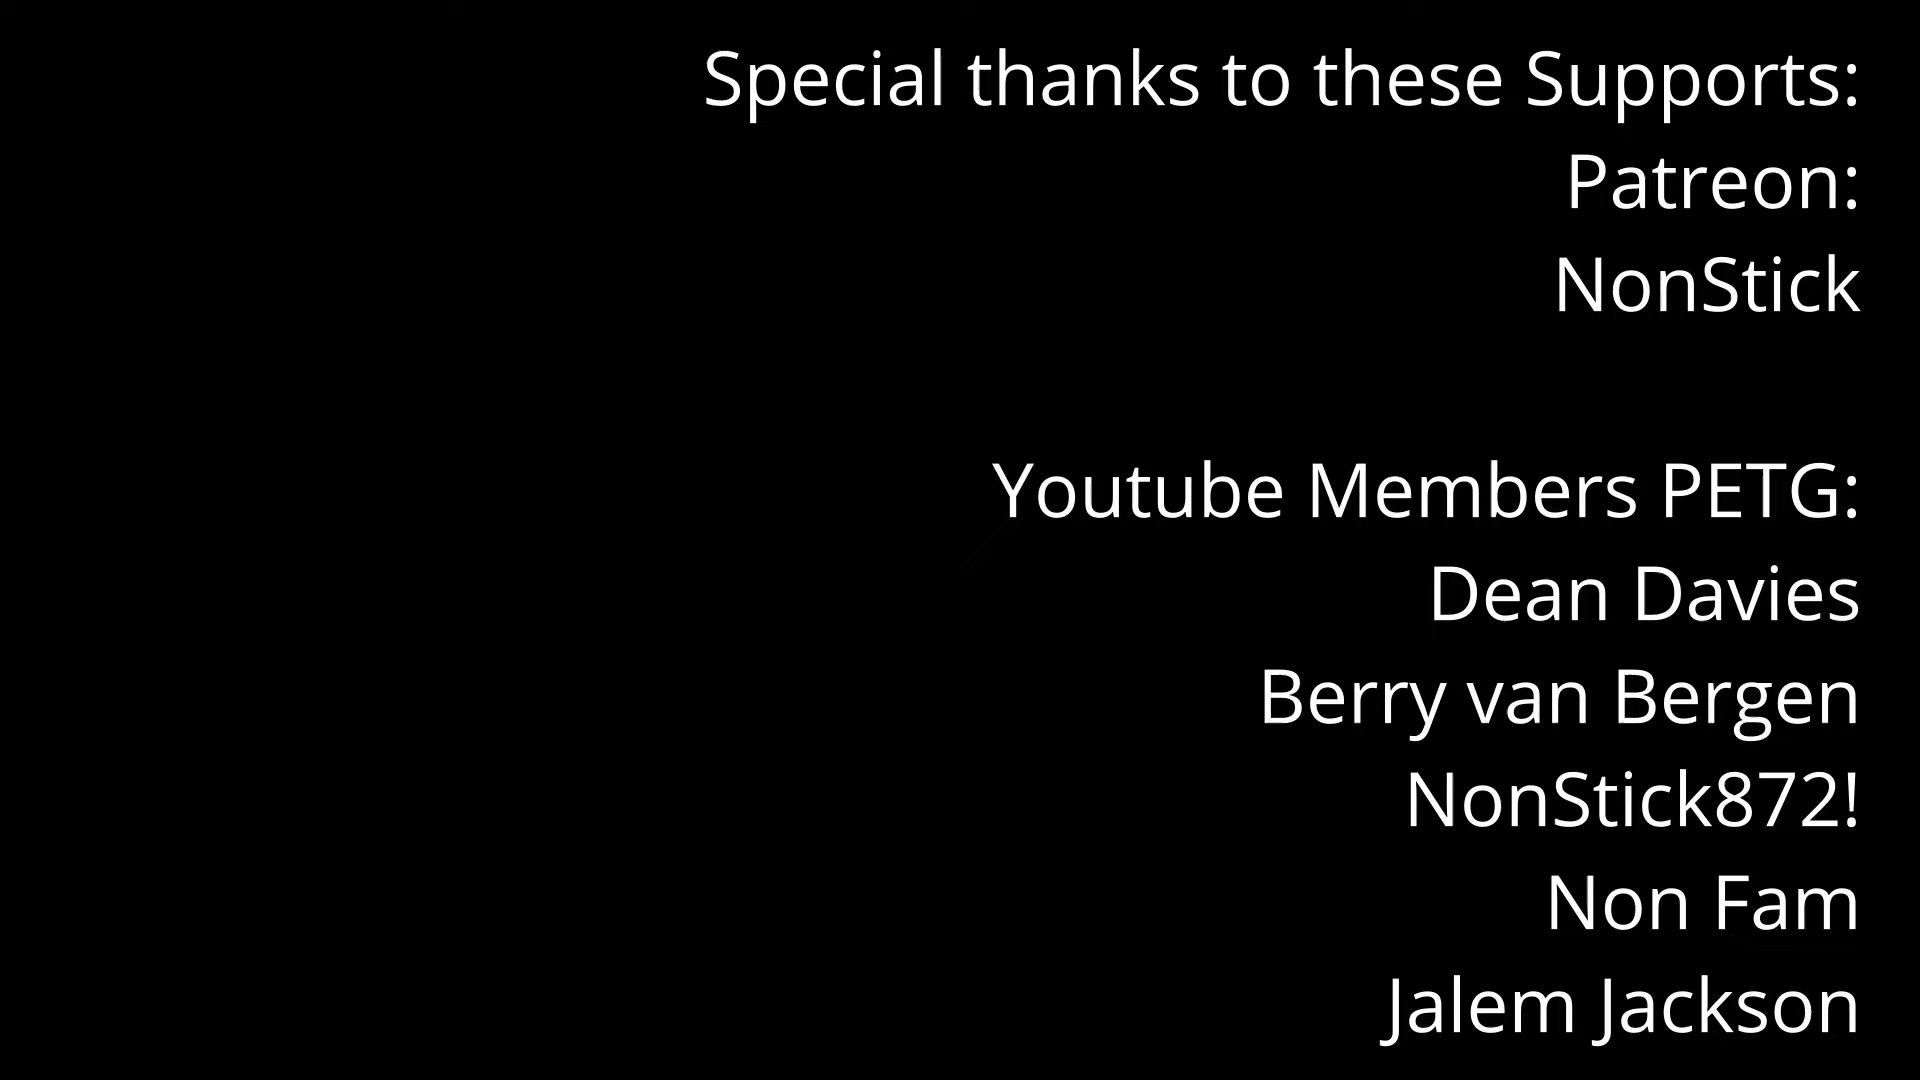 Special thanks to these Supports:
Patreon:
NonStick
Youtube Members PETG:
Dean Davies
Berry van Bergen
NonStick872!
Non Fam
Jalem Jackson